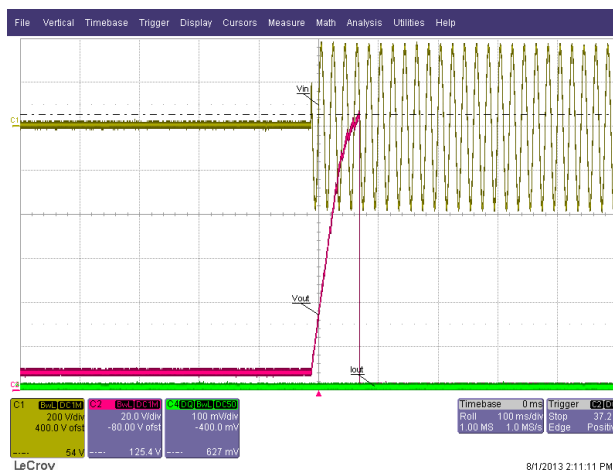 File Vertical Timebase Trigger Display Cursors Measure Math Analysis Utilities Help
Vin
C1
Vout
Iout
C1 BwL DC1M
200 V/div
400.0 V ofst
54 V
C2 BwL DC1M
20.0 V/div
-80.00 V ofst
125.4 V
C4 DQ BwL DC50
100 mV/div
-400.0 mV
627 mV
Timebase 0 ms
Roll 100 ms/div
1.00 MS 1.0 MS/s
Trigger C2 D
Stop 37.2
Edge Positiv
LeCroy
8/1/2013 2:11:11 PM